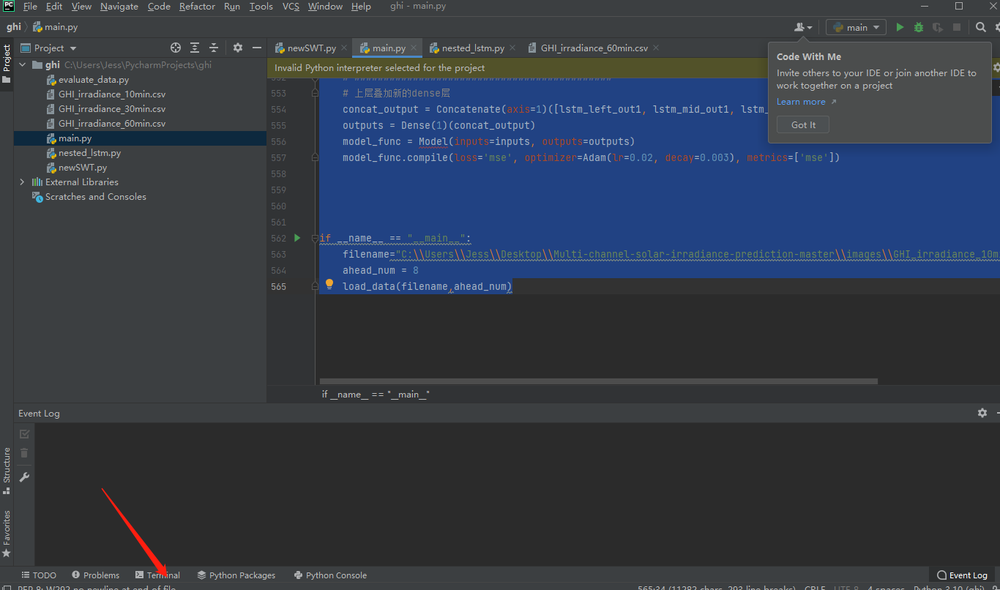 PC File Edit View Navigate Code Refactor Run Tools VCS Window Help ghi - main.py
ghi main.py main
Project newSWT.py main.py nested_lstm.py GHI_irradiance_60min.csv
Project
ghi C:\Users\Jess\PycharmProjects\ghi
evaluate_data.py
GHI_irradiance_10min.csv
GHI_irradiance_30min.csv
GHI_irradiance_60min.csv
main.py
nested_lstm.py
newSWT.py
External Libraries
Scratches and Consoles
Invalid Python interpreter selected for the project
Code With Me
Invite others to your IDE or join another IDE to
work together on a project
Learn more
Got It
553 # 上层叠加新的dense层
554 concat_output = Concatenate(axis=1)([lstm_left_out1, lstm_mid_out1, lstm_
555 outputs = Dense(1)(concat_output)
556 model_func = Model(inputs=inputs, outputs=outputs)
557 model_func.compile(loss='mse', optimizer=Adam(lr=0.02, decay=0.003), metrics=['mse'])
558
559
560
561
562 if __name__ == "__main__":
563 filename="C:\\Users\\Jess\\Desktop\\Multi-channel-solar-irradiance-prediction-master\\images\\GHI_irradiance_10mi
564 ahead_num = 8
565 load_data(filename,ahead_num)
if __name__ == "__main__"
Event Log
Structure
Favorites
TODO Problems Terminal Python Packages Python Console Event Log
PEP 8: W292 no newline at end of file 565:34 (11282 chars, 293 line breaks) CRLF UTF-8 4 spaces Python 3.10 (ghi)